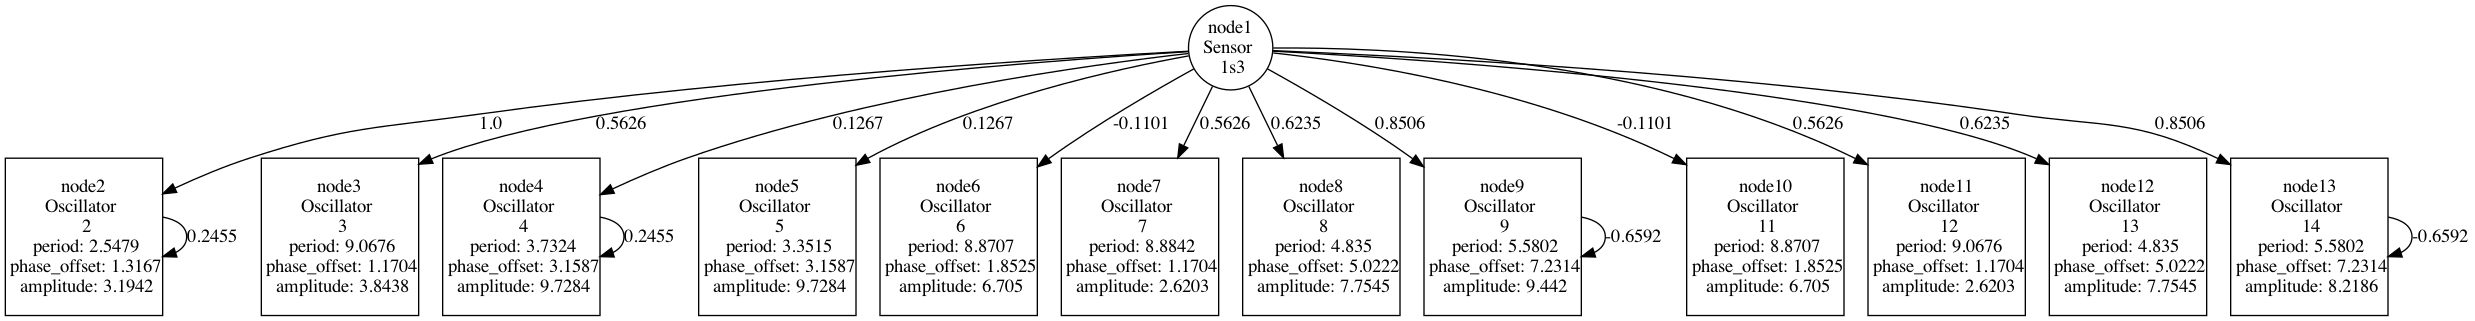 node1
Sensor
1s3
1.0
0.5626
0.1267
0.1267
-0.1101
0.5626
0.6235
0.8506
-0.1101
0.5626
0.6235
0.8506
node2
Oscillator
2
period: 2.5479
phase_offset: 1.3167
amplitude: 3.1942
0.2455
node3
Oscillator
3
period: 9.0676
phase_offset: 1.1704
amplitude: 3.8438
node4
Oscillator
4
period: 3.7324
phase_offset: 3.1587
amplitude: 9.7284
0.2455
node5
Oscillator
5
period: 3.3515
phase_offset: 3.1587
amplitude: 9.7284
node6
Oscillator
6
period: 8.8707
phase_offset: 1.8525
amplitude: 6.705
node7
Oscillator
7
period: 8.8842
phase_offset: 1.1704
amplitude: 2.6203
node8
Oscillator
8
period: 4.835
phase_offset: 5.0222
amplitude: 7.7545
node9
Oscillator
9
period: 5.5802
phase_offset: 7.2314
amplitude: 9.442
-0.6592
node10
Oscillator
11
period: 8.8707
phase_offset: 1.8525
amplitude: 6.705
node11
Oscillator
12
period: 9.0676
phase_offset: 1.1704
amplitude: 2.6203
node12
Oscillator
13
period: 4.835
phase_offset: 5.0222
amplitude: 7.7545
node13
Oscillator
14
period: 5.5802
phase_offset: 7.2314
amplitude: 8.2186
-0.6592